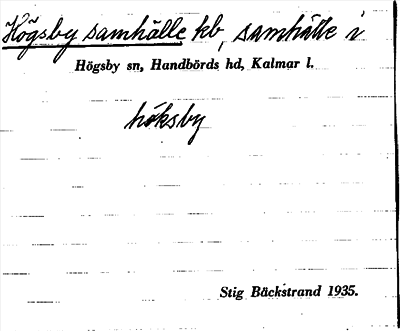 Högsby samhälle kb, samhälle i
Högsby sn, Handbörds hd, Kalmar l.
höksby
Stig Bäckstrand 1935.